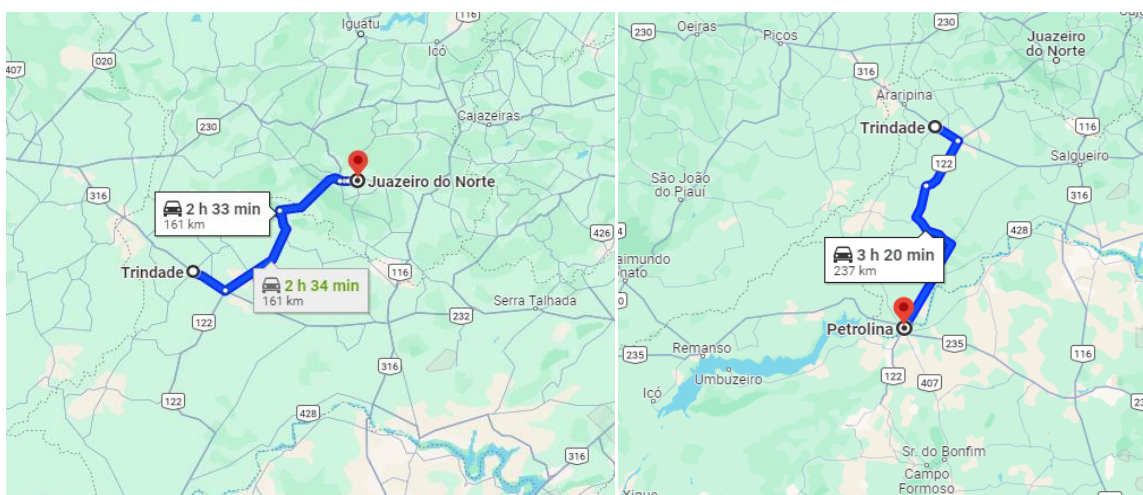 Iguatu
116
Icó
020
407
Cajazeiras
230
316
Juazeiro do Norte
2 h 33 min
161 km
426
Trindade
2 h 34 min
161 km
116
Serra Talhada
122
232
316
122
428
316
230
230
Oeiras
Picos
Juazeiro
do Norte
316
Araripina
Trindade
116
122
Salgueiro
São João
do Piauí
428
3 h 20 min
237 km
Petrolina
235
Remanso
235
Umbuzeiro
116
122
407
Icó
Sr. do Bonfim
Campo
Formoso